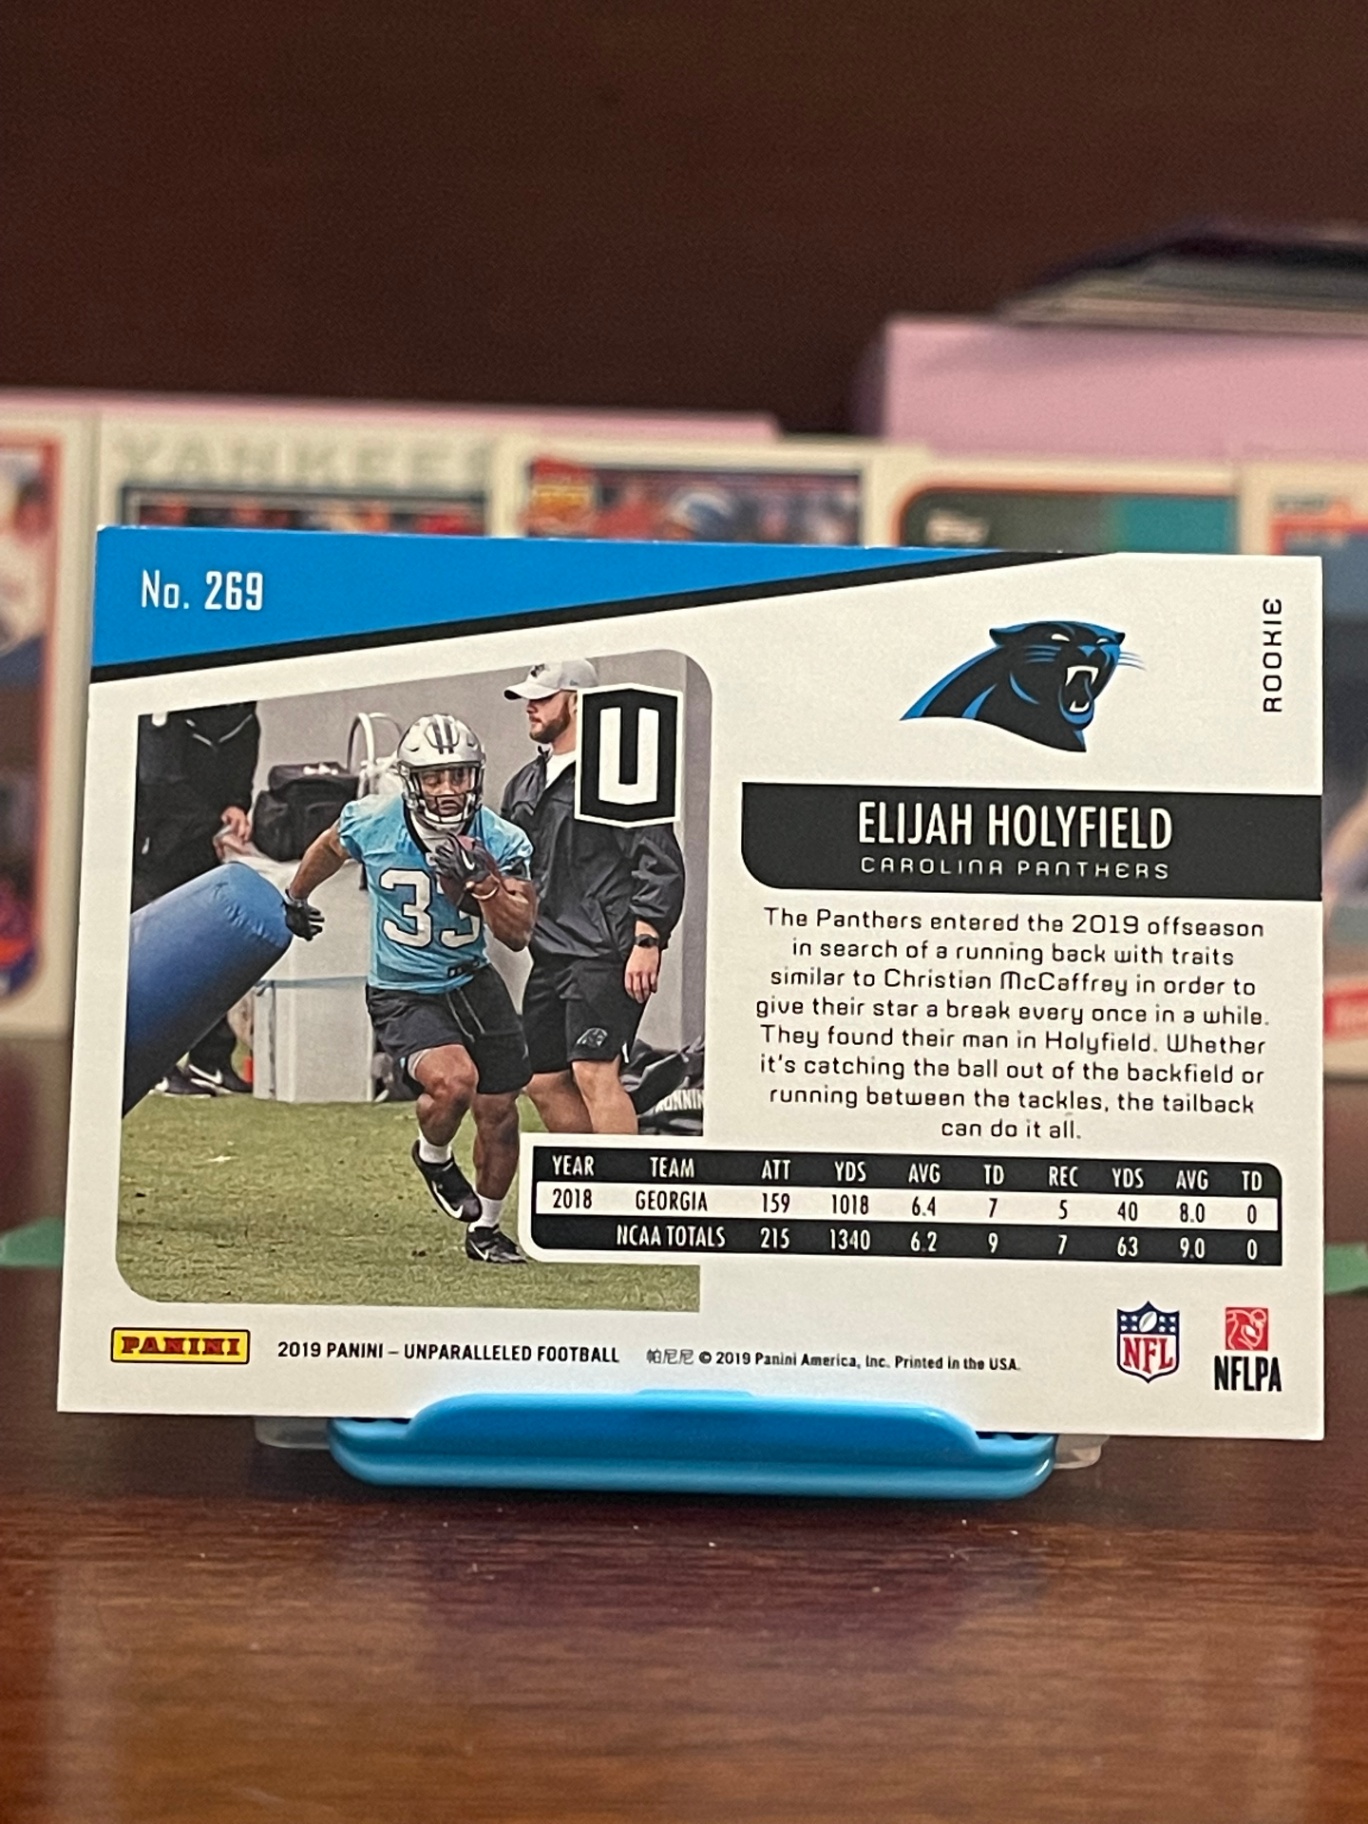 YANKEES
No. 269
ROOKIE
U
33
ELIJAH HOLYFIELD
CAROLINA PANTHERS
The Panthers entered the 2019 offseason
in search of a running back with traits
similar to Christian McCaffrey in order to
give their star a break every once in a while.
They found their man in Holyfield. Whether
it's catching the ball out of the backfield or
running between the tackles, the tailback
can do it all.
YEAR TEAM ATT YDS AVG TD REC YDS AVG TD
2018 GEORGIA 159 1018 6.4 7 5 40 8.0 0
NCAA TOTALS 215 1340 6.2 9 7 63 9.0 0
PANINI 2019 PANINI – UNPARALLELED FOOTBALL 帕尼尼 © 2019 Panini America, Inc. Printed in the USA.
NFL
NFLPA